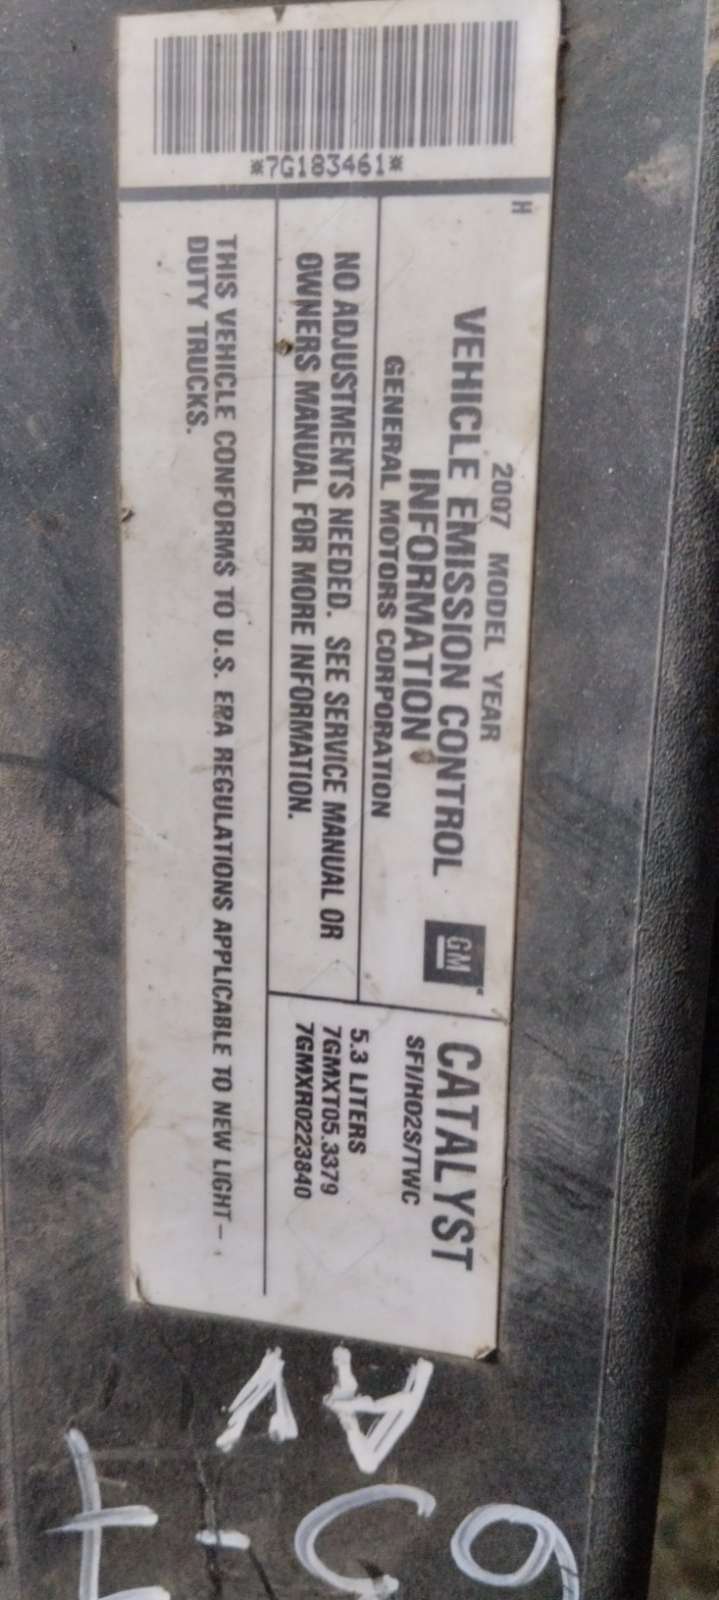 *7G183461*
H
2007 MODEL YEAR
VEHICLE EMISSION CONTROL
INFORMATION
GENERAL MOTORS CORPORATION
GM
CATALYST
SFI/HO2S/TWC
NO ADJUSTMENTS NEEDED. SEE SERVICE MANUAL OR
OWNERS MANUAL FOR MORE INFORMATION.
5.3 LITERS
7GMXT05.3379
7GMXR0223840
THIS VEHICLE CONFORMS TO U.S. EPA REGULATIONS APPLICABLE TO NEW LIGHT-
DUTY TRUCKS.